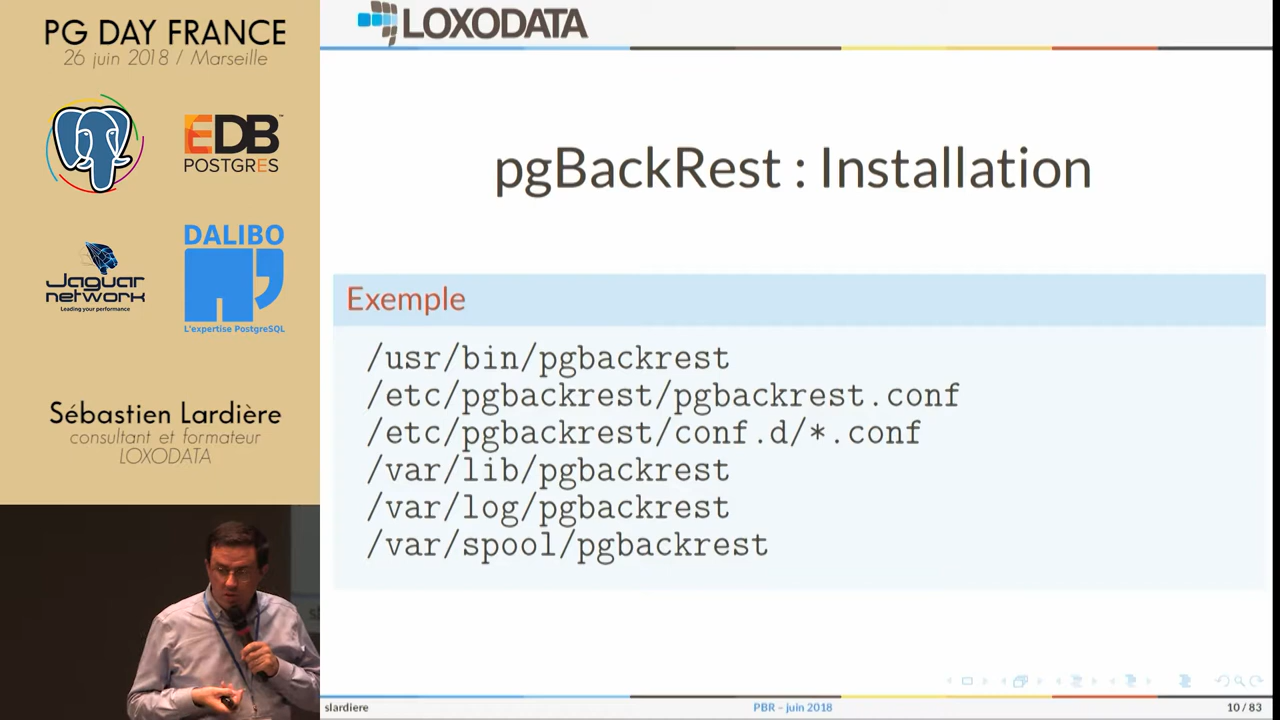 PG DAY FRANCE
26 juin 2018 / Marseille
EDB
POSTGRES
Jaguar
network
Leading your performance
DALIBO
L'expertise PostgreSQL
Sébastien Lardière
consultant et formateur
LOXODATA
LOXODATA
pgBackRest : Installation
Exemple
/usr/bin/pgbackrest
/etc/pgbackrest/pgbackrest.conf
/etc/pgbackrest/conf.d/*.conf
/var/lib/pgbackrest
/var/log/pgbackrest
/var/spool/pgbackrest
slardiere
PBR – juin 2018
10 / 83